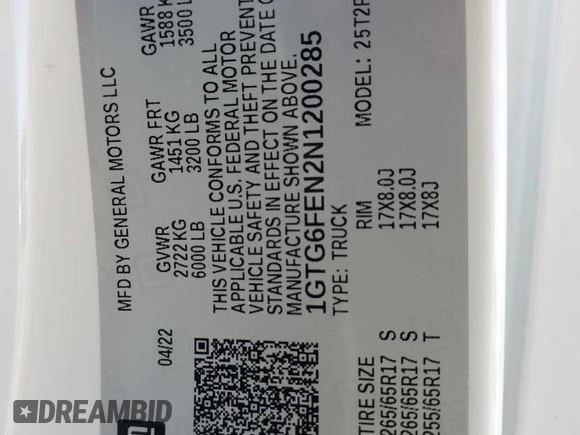 MFD BY GENERAL MOTORS LLC
04/22
GVWR
2722 KG
6000 LB
GAWR FRT
1451 KG
3200 LB
GAWR
1588 K
3500 L
THIS VEHICLE CONFORMS TO ALL
APPLICABLE U.S. FEDERAL MOTOR
VEHICLE SAFETY AND THEFT PREVENT
STANDARDS IN EFFECT ON THE DATE O
MANUFACTURE SHOWN ABOVE.
1GTG6FEN2N1200285
TYPE: TRUCK
MODEL: 25T2F
TIRE SIZE
RIM
265/65R17 S
17X8.0J
265/65R17 S
17X8.0J
255/65R17 T
17X8J
DREAMBID